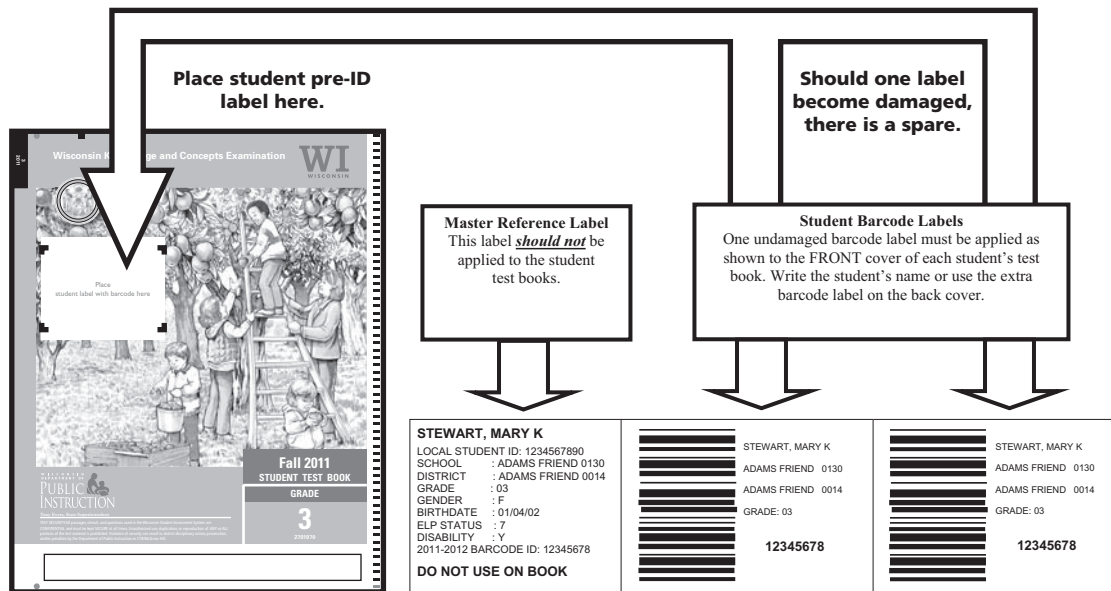 Place student pre-ID
label here.
Should one label
become damaged,
there is a spare.
3
2011
Wisconsin K ge and Concepts Examination
WI
WISCONSIN
Place
student label with barcode here
Master Reference Label
This label should not be
applied to the student
test books.
Student Barcode Labels
One undamaged barcode label must be applied as
shown to the FRONT cover of each student's test
book. Write the student's name or use the extra
barcode label on the back cover.
Fall 2011
STUDENT TEST BOOK
GRADE
3
WISCONSIN
DEPARTMENT OF
PUBLIC
INSTRUCTION
STEWART, MARY K
LOCAL STUDENT ID: 1234567890
SCHOOL : ADAMS FRIEND 0130
DISTRICT : ADAMS FRIEND 0014
GRADE : 03
GENDER : F
BIRTHDATE : 01/04/02
ELP STATUS : 7
DISABILITY : Y
2011-2012 BARCODE ID: 12345678
DO NOT USE ON BOOK
STEWART, MARY K
ADAMS FRIEND 0130
ADAMS FRIEND 0014
GRADE: 03
12345678
STEWART, MARY K
ADAMS FRIEND 0130
ADAMS FRIEND 0014
GRADE: 03
12345678